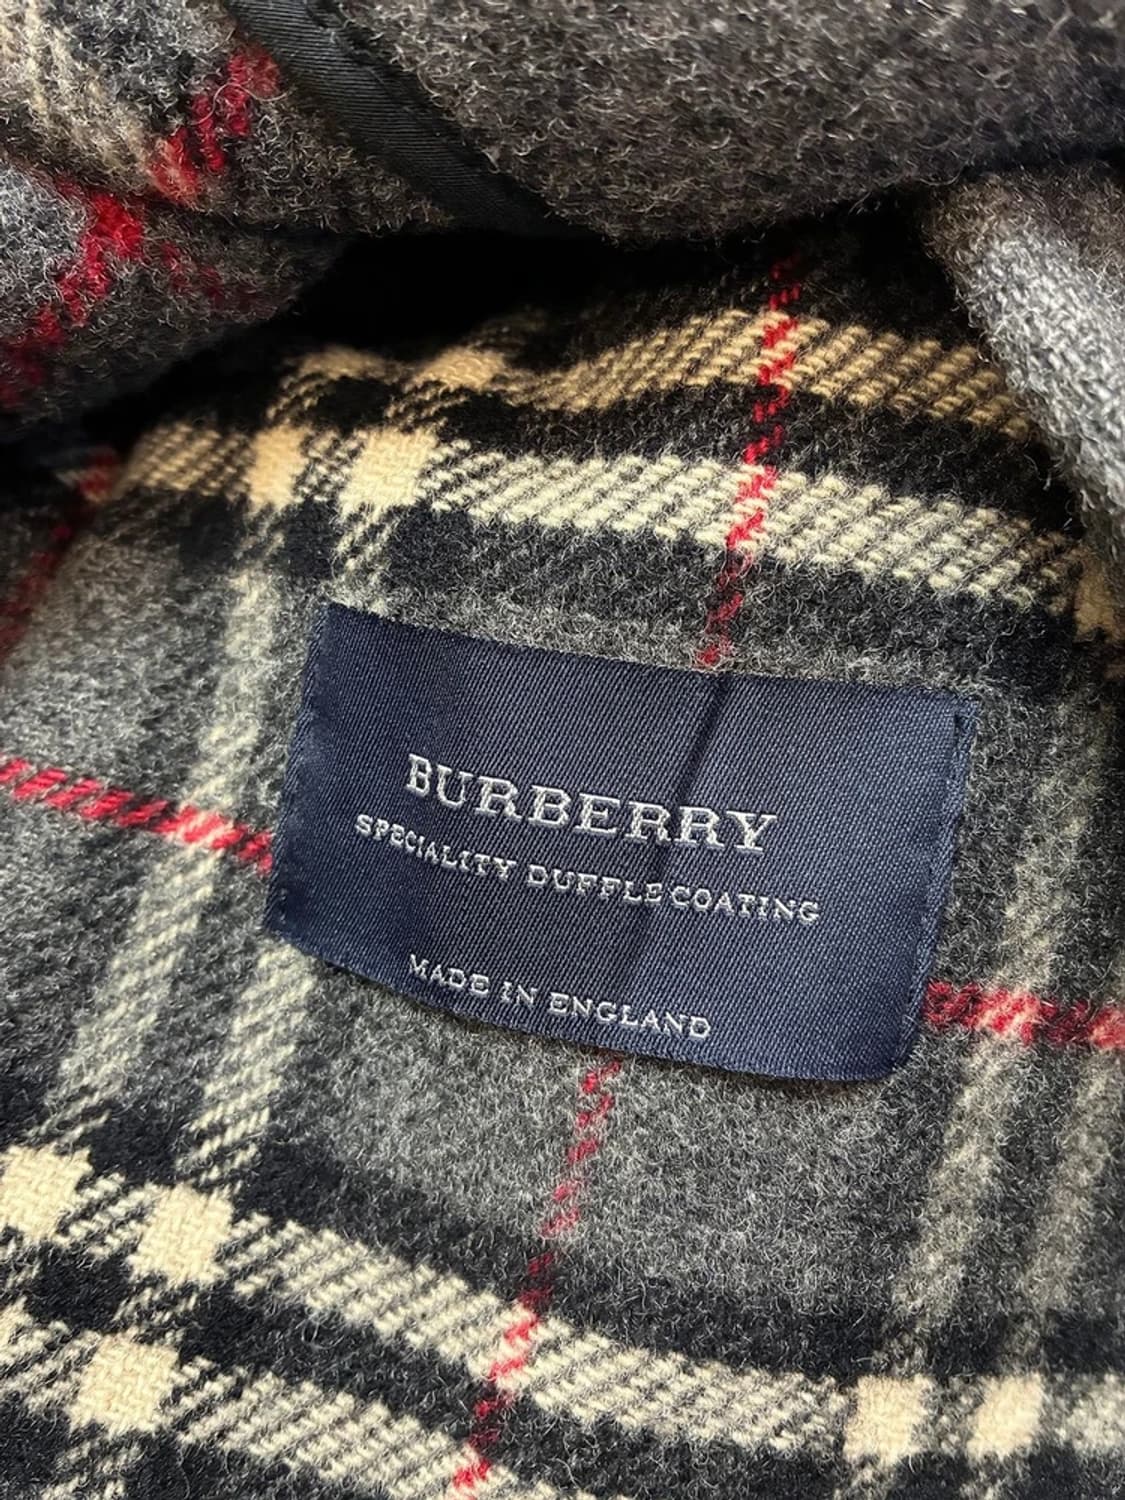 BURBERRY
SPECIALITY DUFFLE COATING
MADE IN ENGLAND